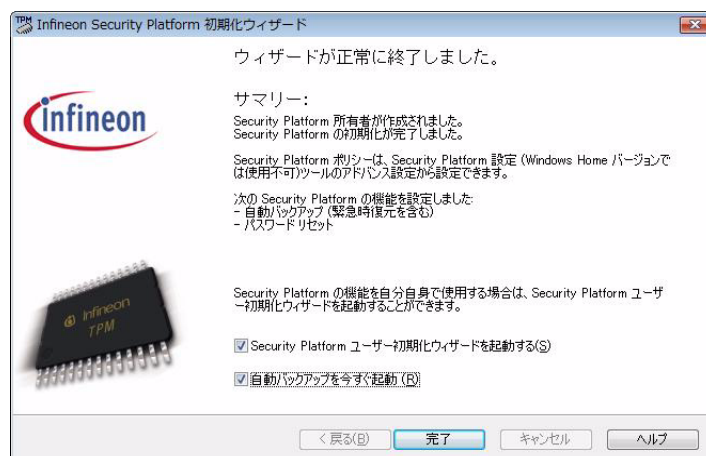 TPM Infineon Security Platform 初期化ウィザード
ウィザードが正常に終了しました。
infineon
サマリー:
Security Platform 所有者が作成されました。
Security Platform の初期化が完了しました。
Security Platform ポリシーは、Security Platform 設定 (Windows Home バージョンで
は使用不可)ツールのアドバンス設定から設定できます。
次の Security Platform の機能を設定しました:
- 自動バックアップ (緊急時復元を含む)
- パスワード リセット
Infineon
TPM
Security Platform の機能を自分自身で使用する場合は、Security Platform ユーザ
ー初期化ウィザードを起動することができます。
Security Platform ユーザー初期化ウィザードを起動する(S)
自動バックアップを今すぐ起動 (R)
< 戻る(B) 完了 キャンセル ヘルプ